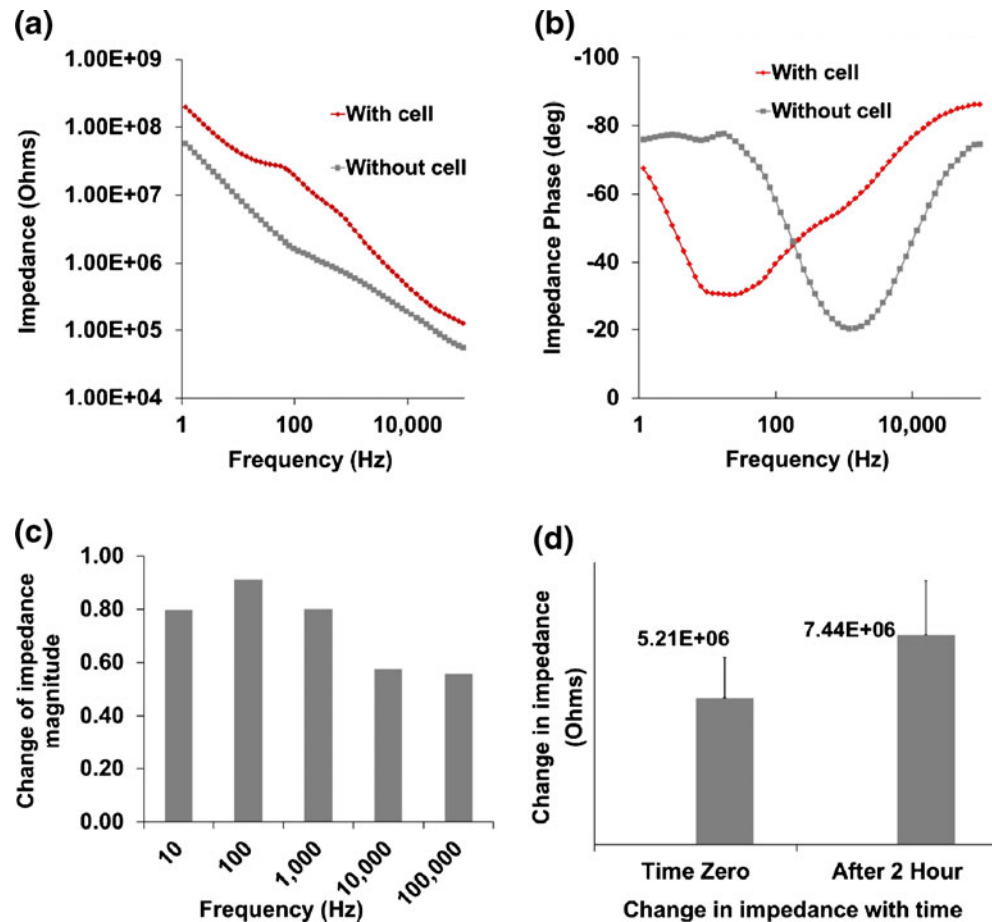 (a)
1.00E+09
1.00E+08
1.00E+07
1.00E+06
1.00E+05
1.00E+04
Impedance (Ohms)
With cell
Without cell
1
100
10,000
Frequency (Hz)
(b)
-100
-80
-60
-40
-20
0
Impedance Phase (deg)
With cell
Without cell
1
100
10,000
Frequency (Hz)
(c)
1.00
0.80
0.60
0.40
0.20
0.00
Change of impedance
magnitude
10
100
1,000
10,000
100,000
Frequency (Hz)
(d)
Change in impedance
(Ohms)
5.21E+06
7.44E+06
Time Zero
After 2 Hour
Change in impedance with time